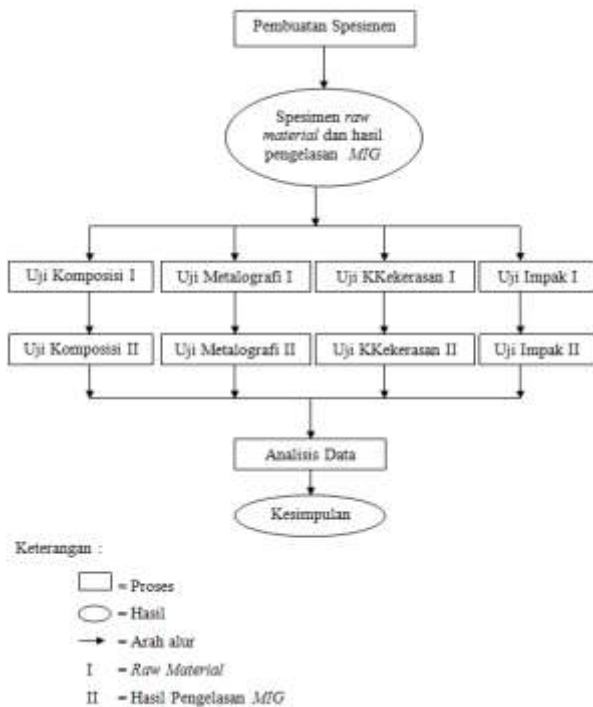 Pembuatan Spesimen
Spesimen raw
material dan hasil
pengelasan MIG
Uji Komposisi I
Uji Metalografi I
Uji KKekerasan I
Uji Impak I
Uji Komposisi II
Uji Metalografi II
Uji KKekerasan II
Uji Impak II
Analisis Data
Kesimpulan
Keterangan :
= Proses
= Hasil
= Arah alur
I = Raw Material
II = Hasil Pengelasan MIG